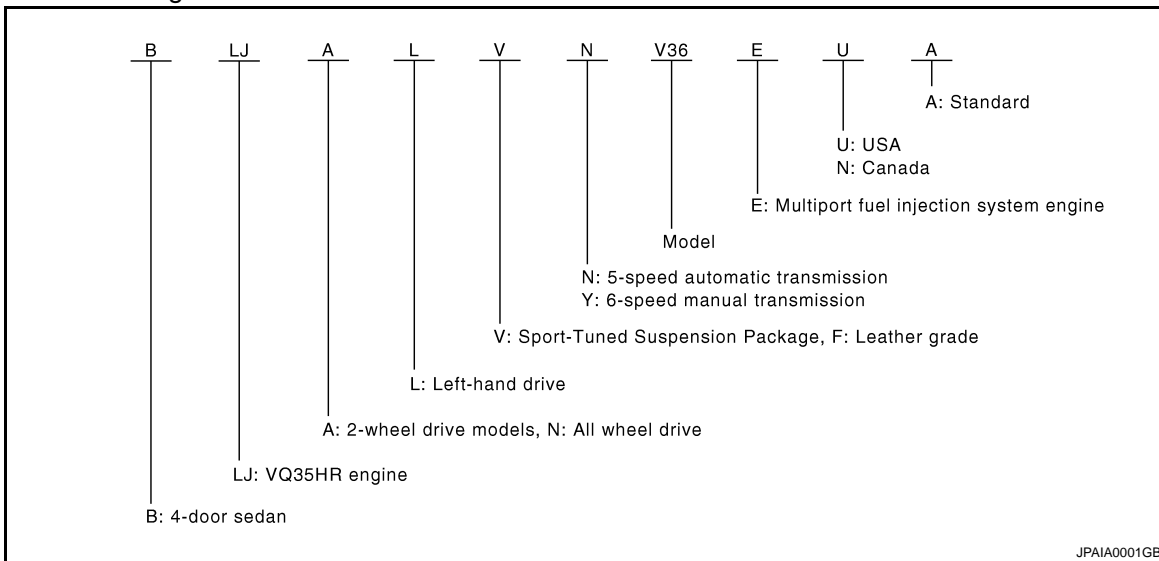 B LJ A L V N V36 E U A
A: Standard
U: USA
N: Canada
E: Multiport fuel injection system engine
Model
N: 5-speed automatic transmission
Y: 6-speed manual transmission
V: Sport-Tuned Suspension Package, F: Leather grade
L: Left-hand drive
A: 2-wheel drive models, N: All wheel drive
LJ: VQ35HR engine
B: 4-door sedan
JPAIA0001GB